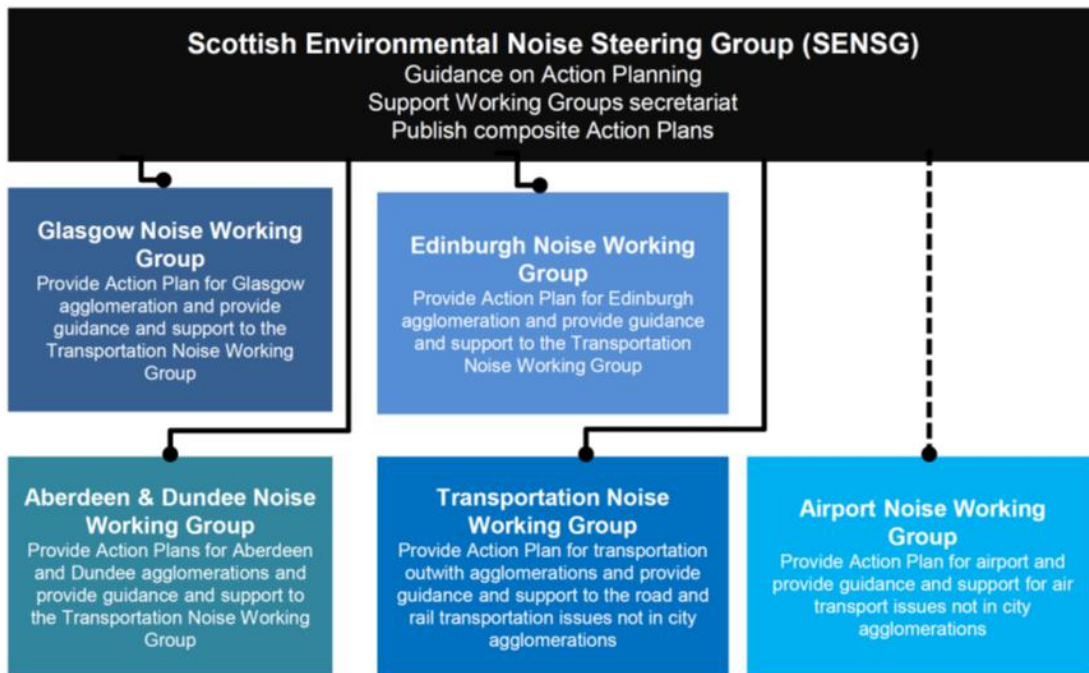 Scottish Environmental Noise Steering Group (SENSG)
Guidance on Action Planning
Support Working Groups secretariat
Publish composite Action Plans
Glasgow Noise Working
Group
Provide Action Plan for Glasgow
agglomeration and provide
guidance and support to the
Transportation Noise Working
Group
Edinburgh Noise Working
Group
Provide Action Plan for Edinburgh
agglomeration and provide guidance
and support to the Transportation
Noise Working Group
Aberdeen & Dundee Noise
Working Group
Provide Action Plans for Aberdeen
and Dundee agglomerations and
provide guidance and support to
the Transportation Noise Working
Group
Transportation Noise
Working Group
Provide Action Plan for transportation
outwith agglomerations and provide
guidance and support to the road and
rail transportation issues not in city
agglomerations
Airport Noise Working
Group
Provide Action Plan for airport and
provide guidance and support for air
transport issues not in city
agglomerations